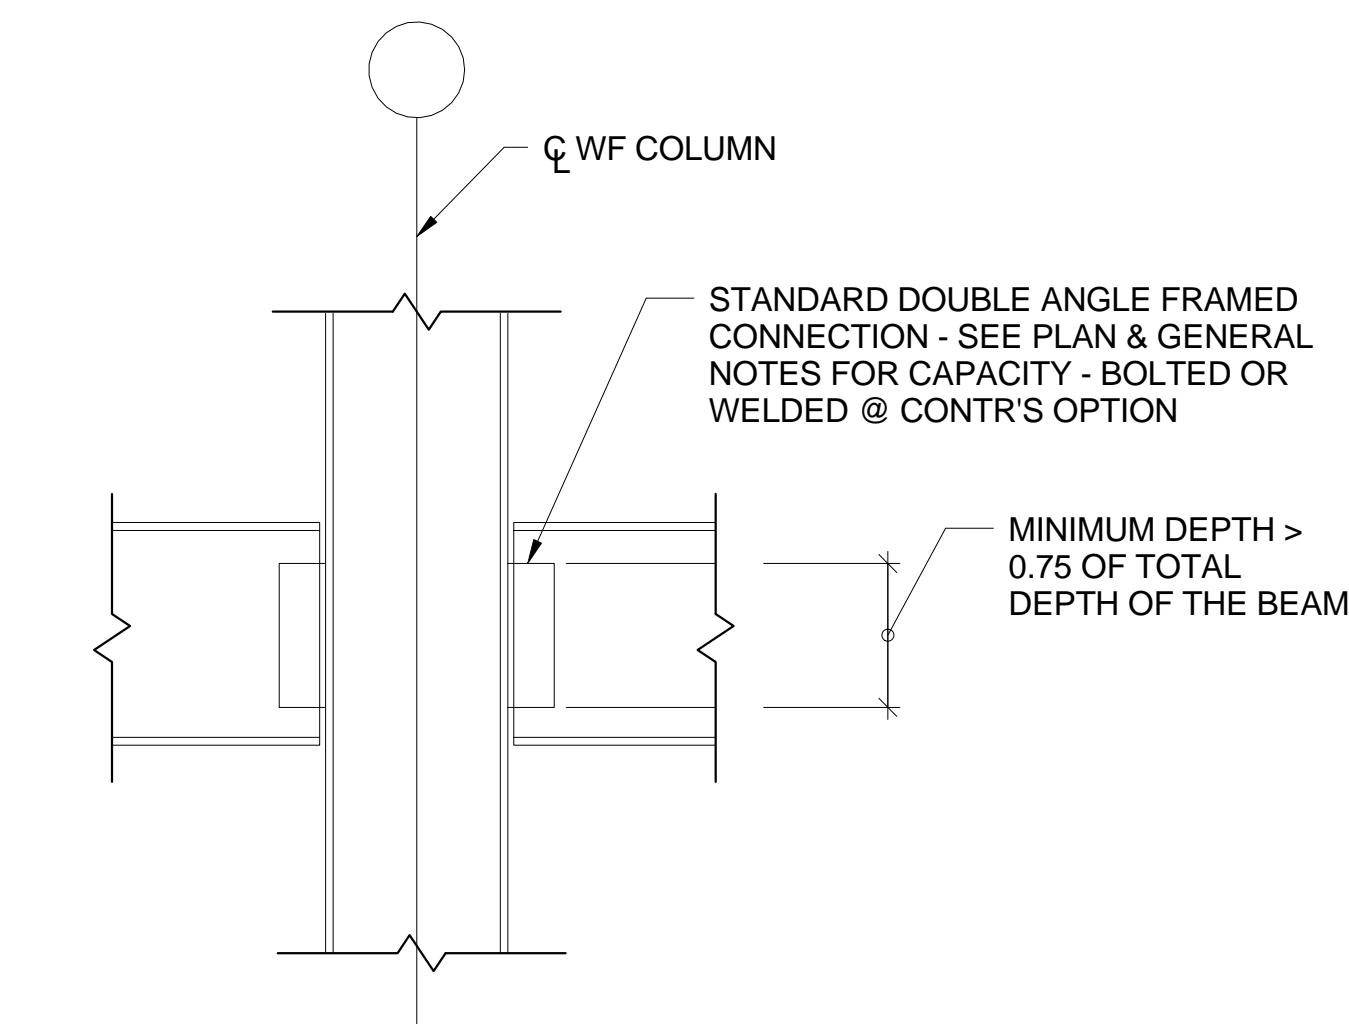 ℄ WF COLUMN
STANDARD DOUBLE ANGLE FRAMED
CONNECTION - SEE PLAN & GENERAL
NOTES FOR CAPACITY - BOLTED OR
WELDED @ CONTR'S OPTION
MINIMUM DEPTH >
0.75 OF TOTAL
DEPTH OF THE BEAM